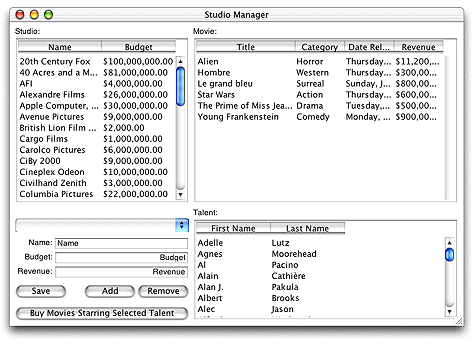 Studio Manager
Studio:
Name Budget
20th Century Fox $100,000,000.00
40 Acres and a M... $81,000,000.00
AFI $4,000,000.00
Alexandre Films $26,000,000.00
Apple Computer, ... $30,000,000.00
Avenue Pictures $9,000,000.00
British Lion Film ... $2,000,000.00
Cargo Films $1,000,000.00
Carolco Pictures $6,000,000.00
CiBy 2000 $9,000,000.00
Cineplex Odeon $10,000,000.00
Civilhand Zenith $3,000,000.00
Columbia Pictures $22,000,000.00
Movie:
Title Category Date Rel... Revenue
Alien Horror Thursday... $11,200,...
Hombre Western Thursday... $300,00...
Le grand bleu Surreal Sunday, J... $800,00...
Star Wars Action Thursday... $600,00...
The Prime of Miss Jea... Drama Tuesday,... $500,00...
Young Frankenstein Comedy Monday, ... $900,00...
Name: Name
Budget: Budget
Revenue: Revenue
Save Add Remove
Buy Movies Starring Selected Talent
Talent:
First Name Last Name
Adelle Lutz
Agnes Moorehead
Al Pacino
Alain Cathière
Alan J. Pakula
Albert Brooks
Alec Jason